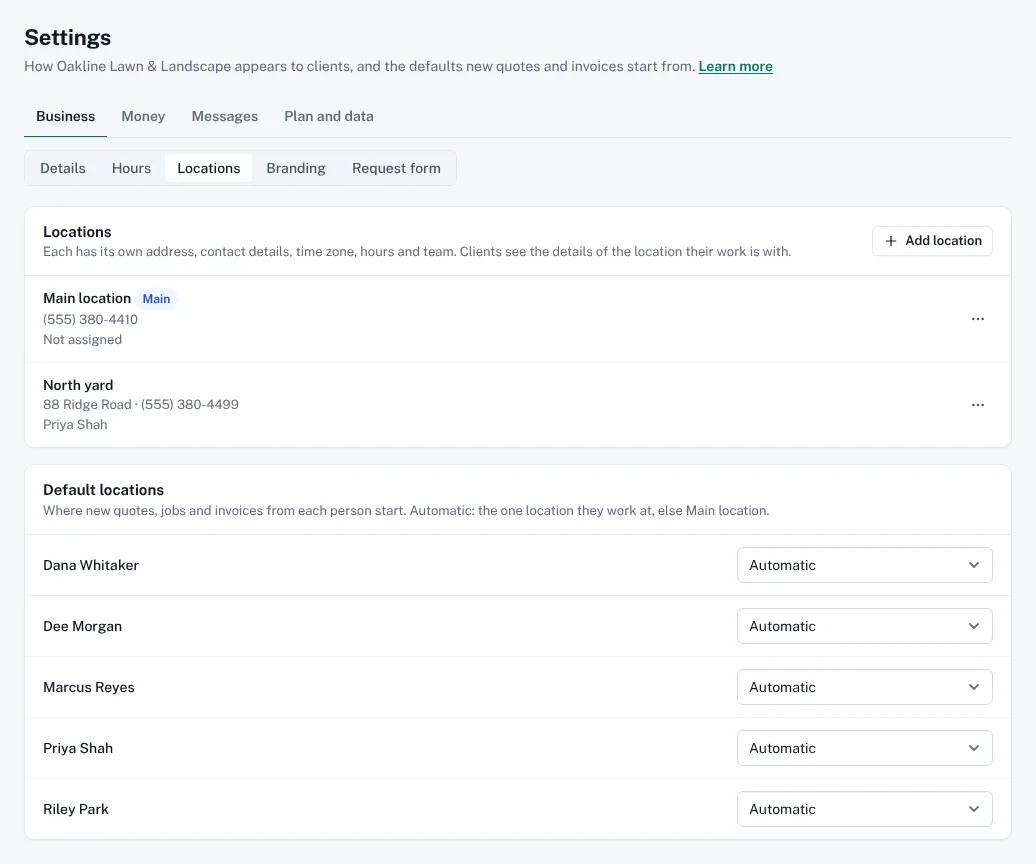 Settings
How Oakline Lawn & Landscape appears to clients, and the defaults new quotes and invoices start from. Learn more
Business Money Messages Plan and data
Details Hours Locations Branding Request form
Locations
Each has its own address, contact details, time zone, hours and team. Clients see the details of the location their work is with.
+ Add location
Main location Main
(555) 380-4410
Not assigned
North yard
88 Ridge Road · (555) 380-4499
Priya Shah
Default locations
Where new quotes, jobs and invoices from each person start. Automatic: the one location they work at, else Main location.
Dana Whitaker Automatic
Dee Morgan Automatic
Marcus Reyes Automatic
Priya Shah Automatic
Riley Park Automatic